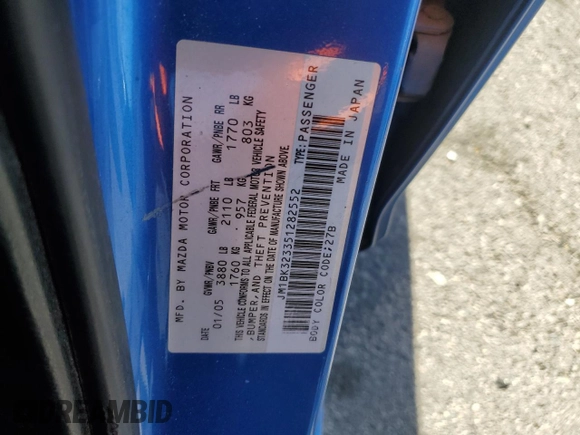 MFD. BY MAZDA MOTOR CORPORATION
DATE GVWR/PNBV GAWR/PNBE FRT GAWR/PNBE RR
01/05 3880 LB 2110 LB 1770 LB
1760 KG 957 KG 803 KG
THIS VEHICLE CONFORMS TO ALL APPLICABLE FEDERAL MOTOR VEHICLE SAFETY
, BUMPER, AND THEFT PREVENTION
STANDARDS IN EFFECT ON THE DATE OF MANUFACTURE SHOWN ABOVE.
JM1BK323351282552 TYPE: PASSENGER
BODY COLOR CODE: 27B MADE IN JAPAN